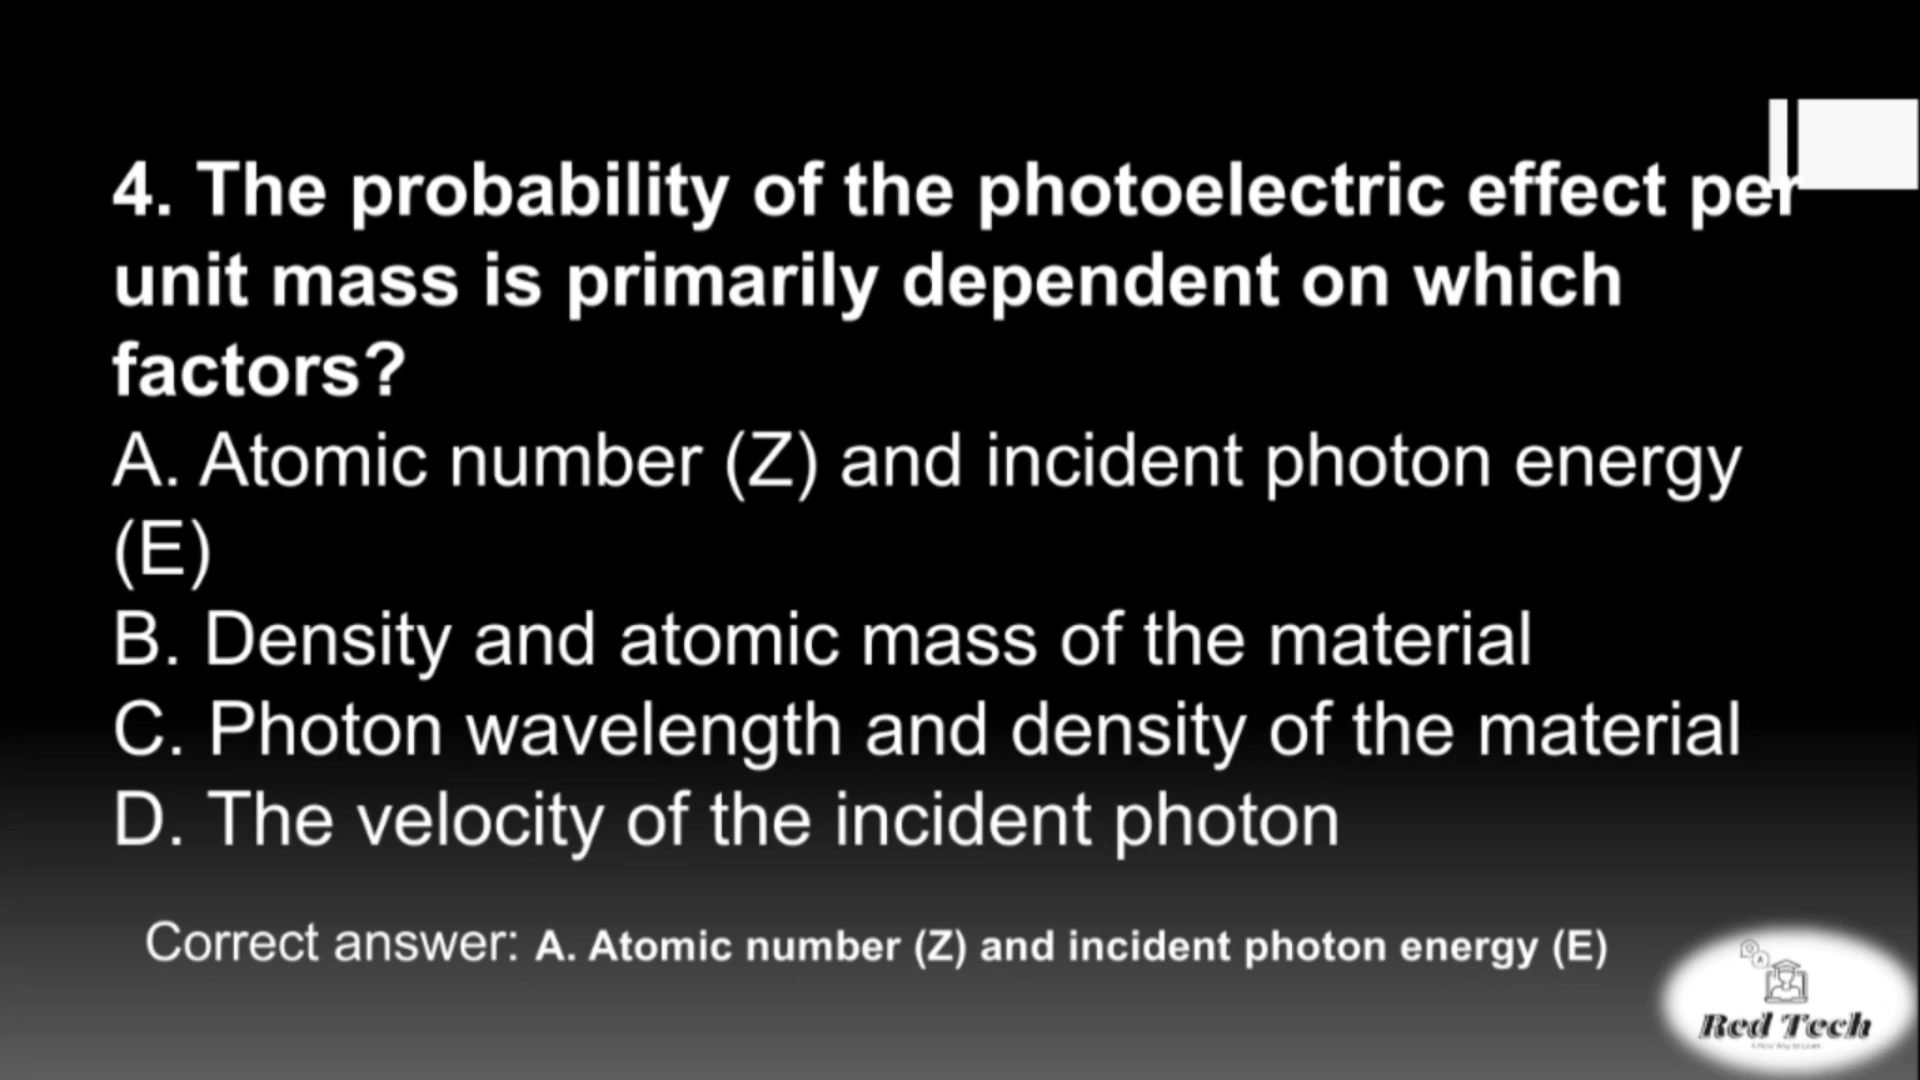 4. The probability of the photoelectric effect per
unit mass is primarily dependent on which
factors?
A. Atomic number (Z) and incident photon energy
(E)
B. Density and atomic mass of the material
C. Photon wavelength and density of the material
D. The velocity of the incident photon
Correct answer: A. Atomic number (Z) and incident photon energy (E)
Red Tech